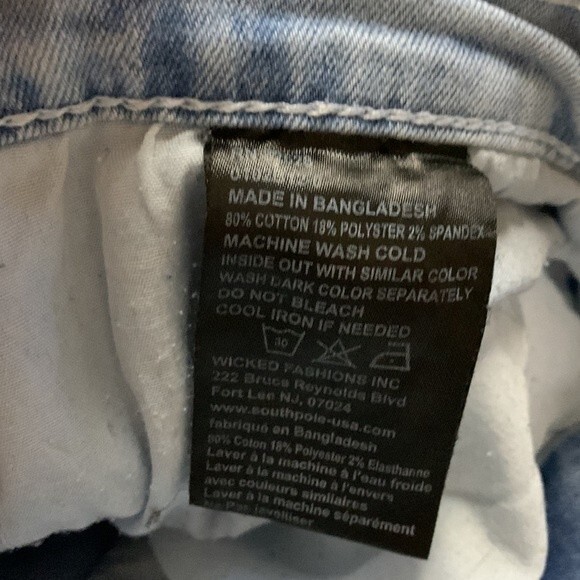 MADE IN BANGLADESH
80% COTTON 18% POLYSTER 2% SPANDEX
MACHINE WASH COLD
INSIDE OUT WITH SIMILAR COLOR
WASH DARK COLOR SEPARATELY
DO NOT BLEACH
COOL IRON IF NEEDED
30
WICKED FASHIONS INC
222 Bruce Reynolds Blvd
Fort Lee NJ, 07024
www.southpole-usa.com
fabriqué en Bangladesh
80% Coton 18% Polyester 2% Elasthanne
Laver à la machine à l'eau froide
Laver à la machine à l'envers
avec couleurs similaires
Laver à la machine séparément
Pas javelliser